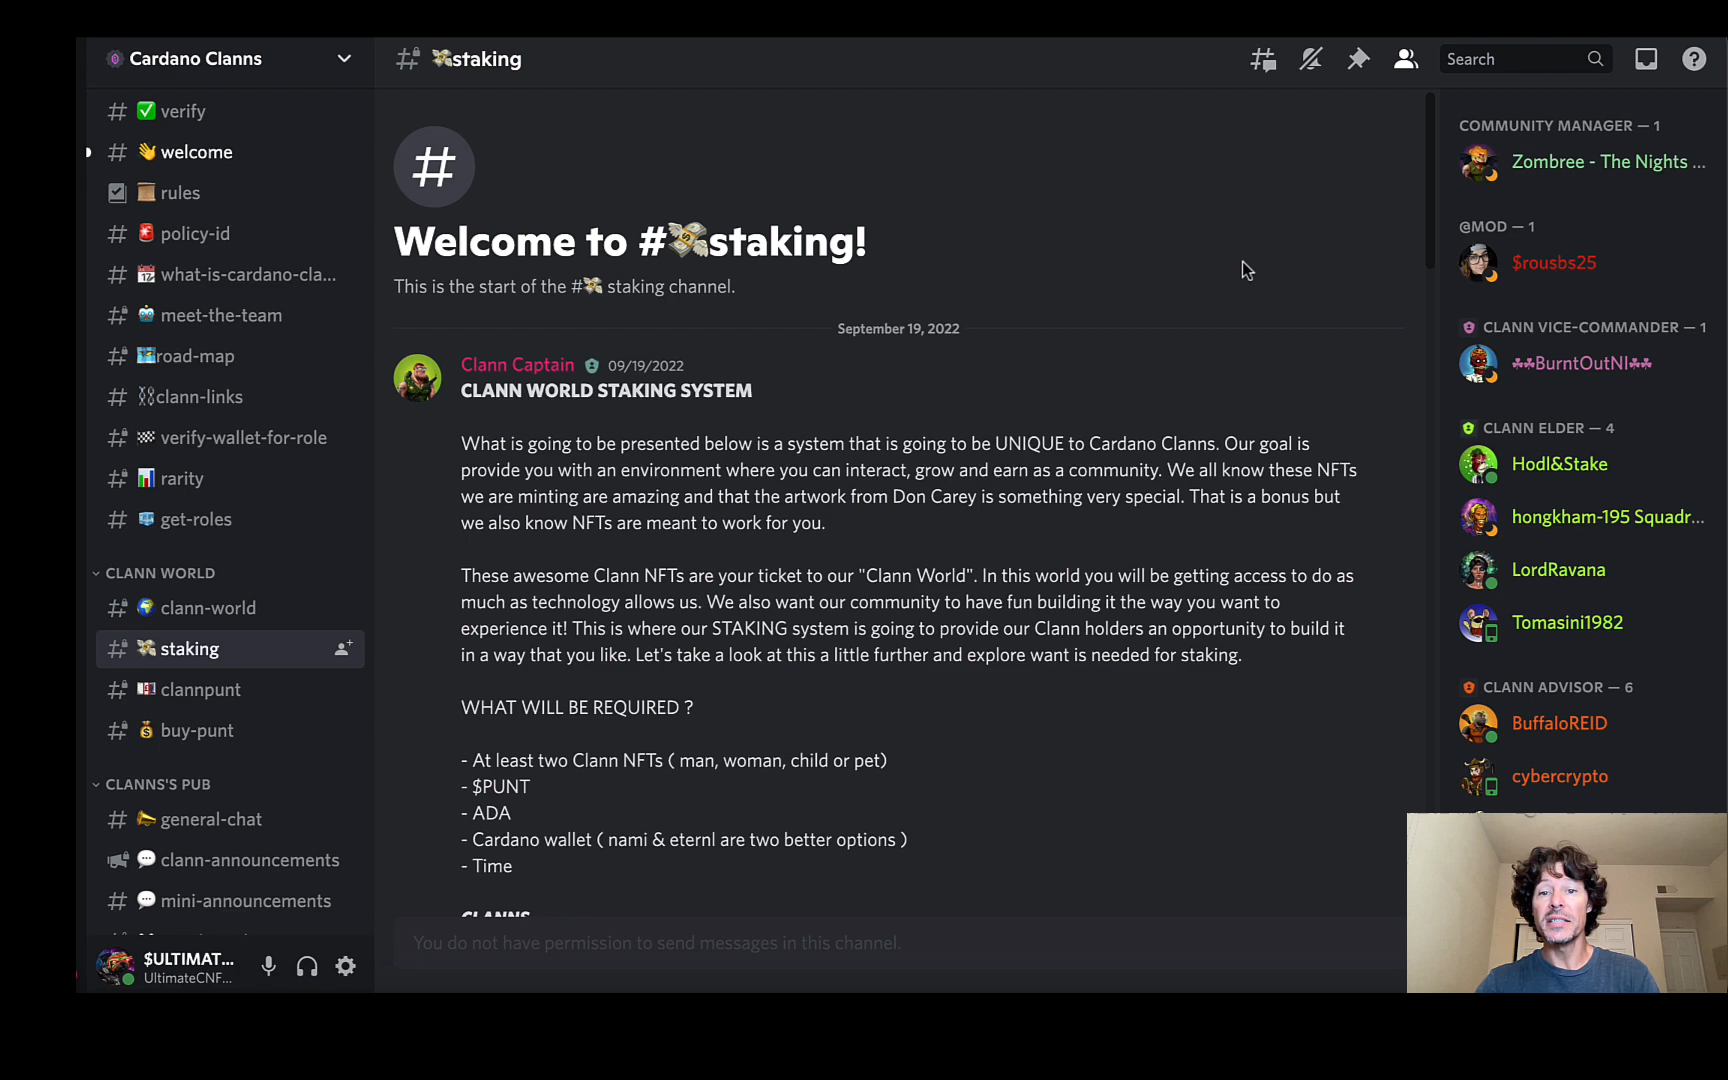 Cardano Clanns
verify
welcome
rules
policy-id
what-is-cardano-cla...
meet-the-team
road-map
clann-links
verify-wallet-for-role
rarity
get-roles
CLANN WORLD
clann-world
staking
clannpunt
buy-punt
CLANNS'S PUB
general-chat
clann-announcements
mini-announcements
$ULTIMAT...
UltimateCNF...
staking
Search
Welcome to #💸staking!
This is the start of the #💸 staking channel.
September 19, 2022
Clann Captain 09/19/2022
CLANN WORLD STAKING SYSTEM
What is going to be presented below is a system that is going to be UNIQUE to Cardano Clanns. Our goal is
provide you with an environment where you can interact, grow and earn as a community. We all know these NFTs
we are minting are amazing and that the artwork from Don Carey is something very special. That is a bonus but
we also know NFTs are meant to work for you.
These awesome Clann NFTs are your ticket to our "Clann World". In this world you will be getting access to do as
much as technology allows us. We also want our community to have fun building it the way you want to
experience it! This is where our STAKING system is going to provide our Clann holders an opportunity to build it
in a way that you like. Let's take a look at this a little further and explore want is needed for staking.
WHAT WILL BE REQUIRED ?
- At least two Clann NFTs ( man, woman, child or pet)
- $PUNT
- ADA
- Cardano wallet ( nami & eternl are two better options )
- Time
CLANNS
You do not have permission to send messages in this channel.
COMMUNITY MANAGER — 1
Zombree - The Nights ...
@MOD — 1
$rousbs25
CLANN VICE-COMMANDER — 1
☘☘BurntOutNI☘☘
CLANN ELDER — 4
Hodl&Stake
hongkham-195 Squadr...
LordRavana
Tomasini1982
CLANN ADVISOR — 6
BuffaloREID
cybercrypto